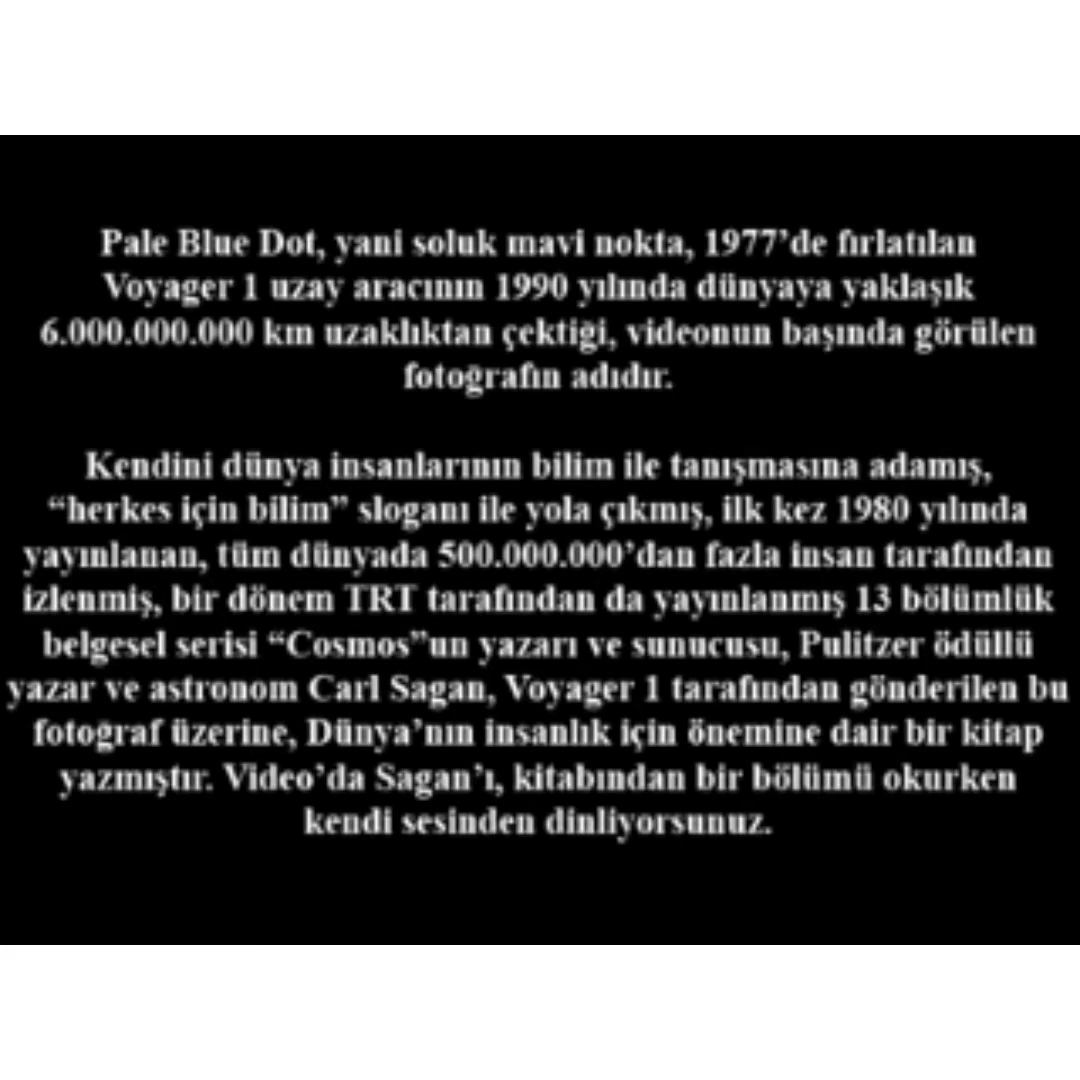 Pale Blue Dot, yani soluk mavi nokta, 1977’de fırlatılan
Voyager 1 uzay aracının 1990 yılında dünyaya yaklaşık
6.000.000.000 km uzaklıktan çektiği, videonun başında görülen
fotoğrafın adıdır.
Kendini dünya insanlarının bilim ile tanışmasına adamış,
“herkes için bilim” sloganı ile yola çıkmış, ilk kez 1980 yılında
yayınlanan, tüm dünyada 500.000.000’dan fazla insan tarafından
izlenmiş, bir dönem TRT tarafından da yayınlanmış 13 bölümlük
belgesel serisi “Cosmos”un yazarı ve sunucusu, Pulitzer ödüllü
yazar ve astronom Carl Sagan, Voyager 1 tarafından gönderilen bu
fotoğraf üzerine, Dünya’nın insanlık için önemine dair bir kitap
yazmıştır. Video’da Sagan’ı, kitabından bir bölümü okurken
kendi sesinden dinliyorsunuz.